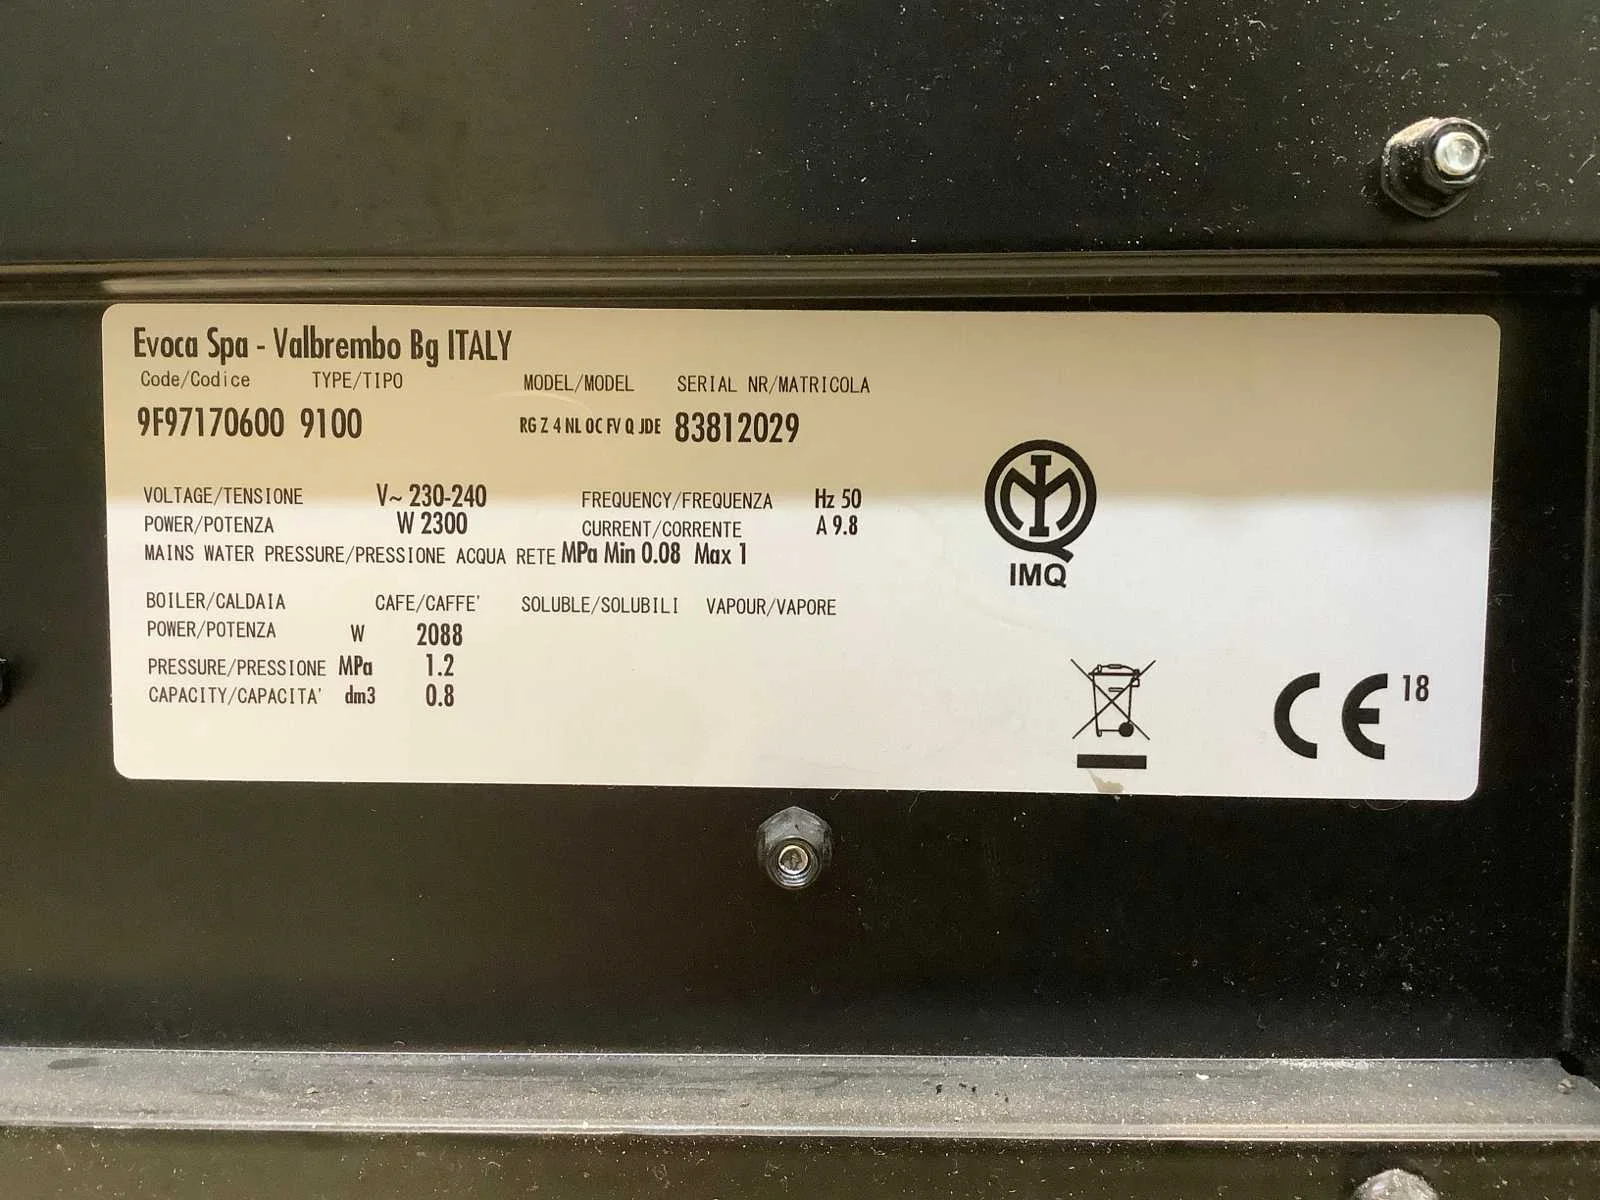 Evoca Spa - Valbrembo Bg ITALY
Code/Codice TYPE/TIPO MODEL/MODEL SERIAL NR/MATRICOLA
9F97170600 9100 RG Z 4 NL OC FV Q JDE 83812029
VOLTAGE/TENSIONE V~ 230-240 FREQUENCY/FREQUENZA Hz 50
POWER/POTENZA W 2300 CURRENT/CORRENTE A 9.8
MAINS WATER PRESSURE/PRESSIONE ACQUA RETE MPa Min 0.08 Max 1
IMQ
BOILER/CALDAIA CAFE/CAFFE' SOLUBLE/SOLUBILI VAPOUR/VAPORE
POWER/POTENZA W 2088
PRESSURE/PRESSIONE MPa 1.2
CAPACITY/CAPACITA' dm3 0.8
CE 18